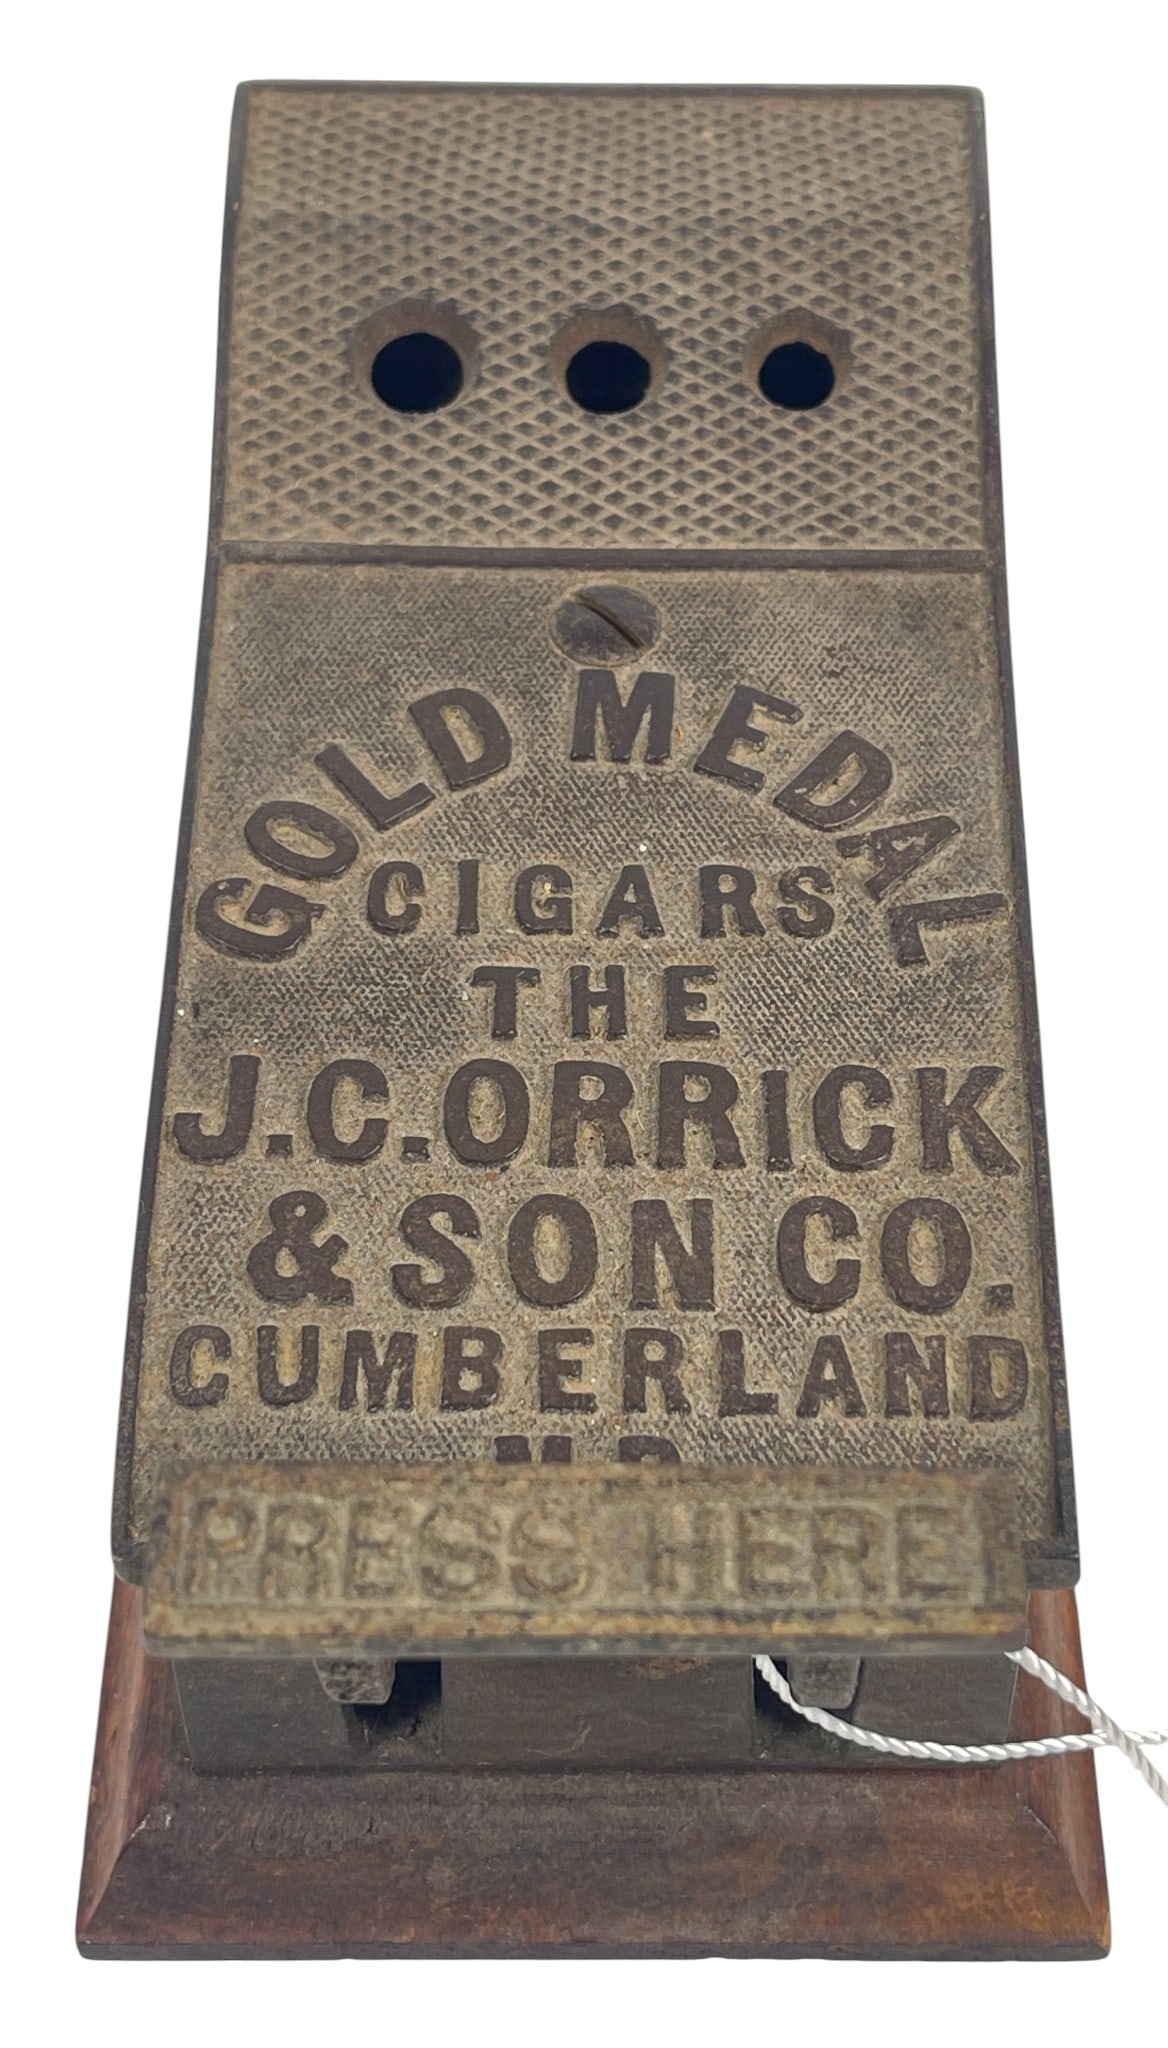 GOLD MEDAL
CIGARS
THE
J.C.ORRICK
& SON CO.
CUMBERLAND
M.D.
PRESS HERE